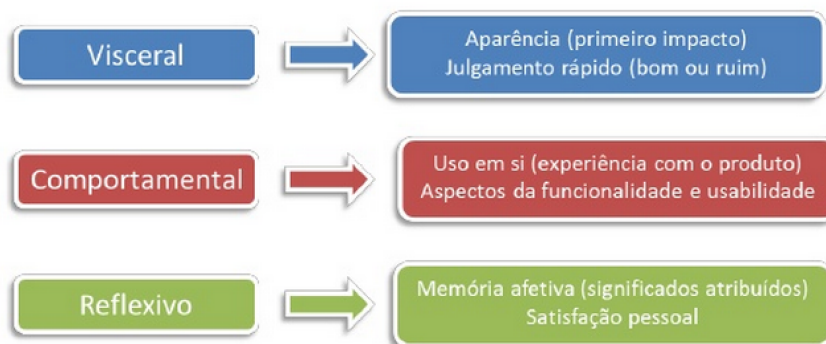 Visceral
Aparência (primeiro impacto)
Julgamento rápido (bom ou ruim)
Comportamental
Uso em si (experiência com o produto)
Aspectos da funcionalidade e usabilidade
Reflexivo
Memória afetiva (significados atribuídos)
Satisfação pessoal